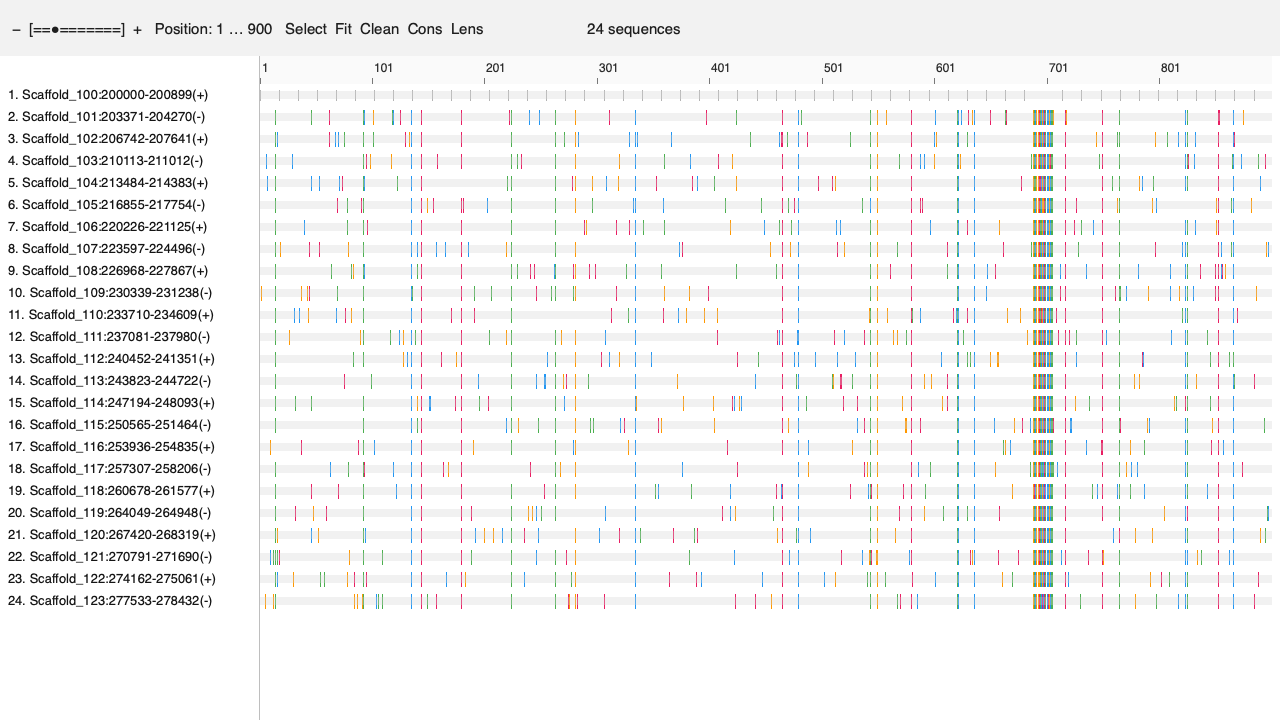 − [==●=======] + Position: 1 … 900 Select Fit Clean Cons Lens 24 sequences
1 101 201 301 401 501 601 701 801
1. Scaffold_100:200000-200899(+)
2. Scaffold_101:203371-204270(-)
3. Scaffold_102:206742-207641(+)
4. Scaffold_103:210113-211012(-)
5. Scaffold_104:213484-214383(+)
6. Scaffold_105:216855-217754(-)
7. Scaffold_106:220226-221125(+)
8. Scaffold_107:223597-224496(-)
9. Scaffold_108:226968-227867(+)
10. Scaffold_109:230339-231238(-)
11. Scaffold_110:233710-234609(+)
12. Scaffold_111:237081-237980(-)
13. Scaffold_112:240452-241351(+)
14. Scaffold_113:243823-244722(-)
15. Scaffold_114:247194-248093(+)
16. Scaffold_115:250565-251464(-)
17. Scaffold_116:253936-254835(+)
18. Scaffold_117:257307-258206(-)
19. Scaffold_118:260678-261577(+)
20. Scaffold_119:264049-264948(-)
21. Scaffold_120:267420-268319(+)
22. Scaffold_121:270791-271690(-)
23. Scaffold_122:274162-275061(+)
24. Scaffold_123:277533-278432(-)